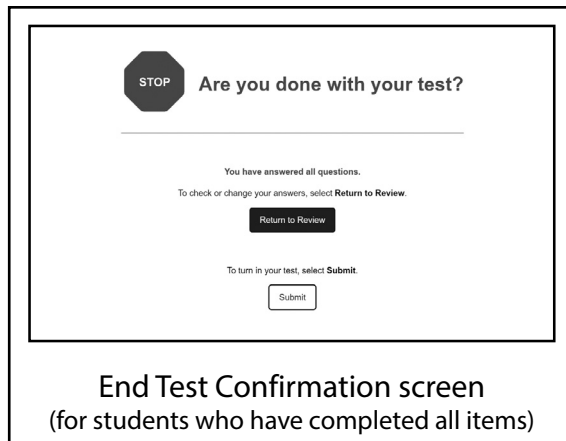 STOP
Are you done with your test?
You have answered all questions.
To check or change your answers, select Return to Review.
Return to Review
To turn in your test, select Submit.
Submit
End Test Confirmation screen
(for students who have completed all items)